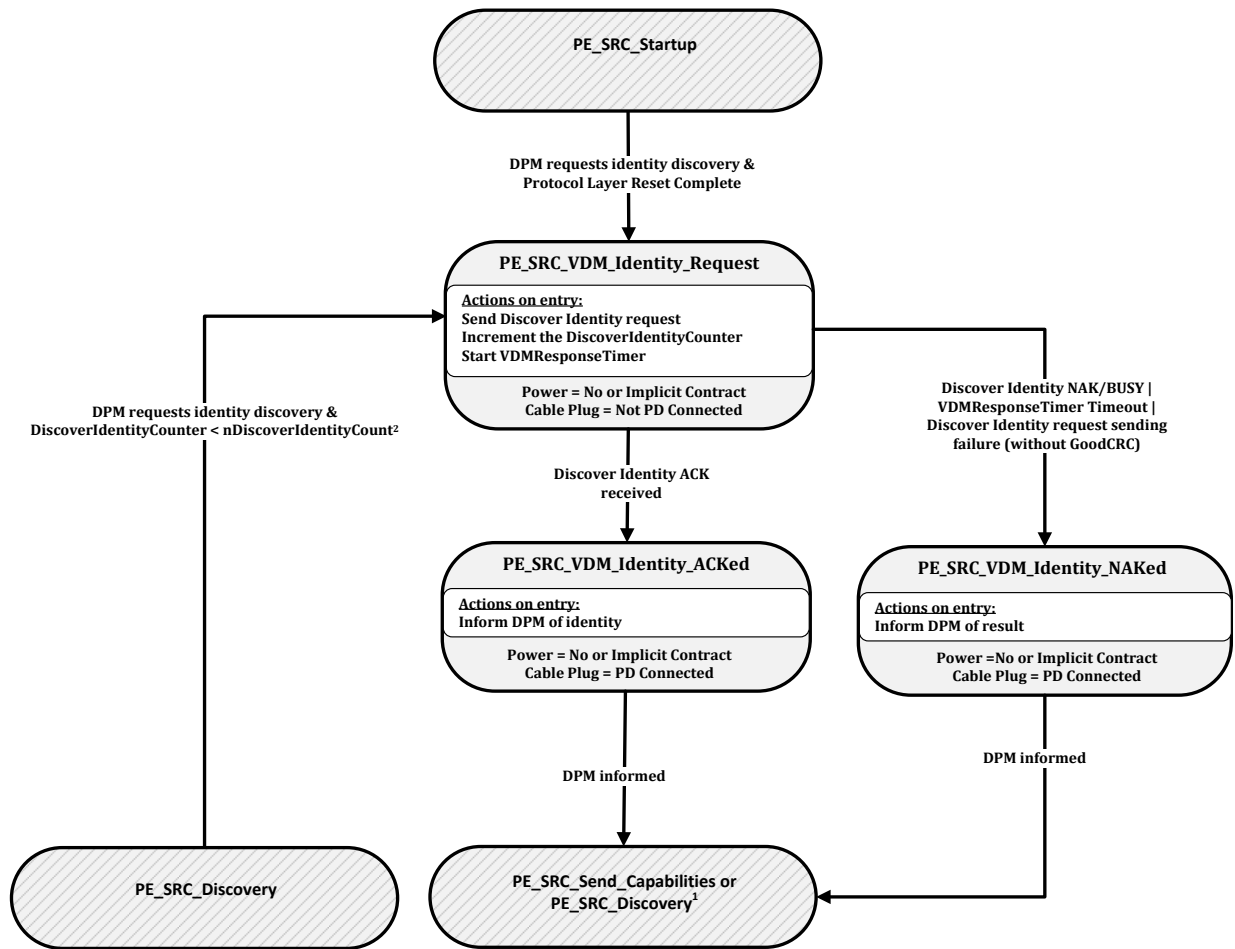 PE_SRC_Startup
DPM requests identity discovery &
Protocol Layer Reset Complete
PE_SRC_VDM_Identity_Request
Actions on entry:
Send Discover Identity request
Increment the DiscoverIdentityCounter
Start VDMResponseTimer
Power = No or Implicit Contract
Cable Plug = Not PD Connected
DPM requests identity discovery &
DiscoverIdentityCounter < nDiscoverIdentityCount²
Discover Identity NAK/BUSY |
VDMResponseTimer Timeout |
Discover Identity request sending
failure (without GoodCRC)
Discover Identity ACK
received
PE_SRC_VDM_Identity_ACKed
Actions on entry:
Inform DPM of identity
Power = No or Implicit Contract
Cable Plug = PD Connected
PE_SRC_VDM_Identity_NAKed
Actions on entry:
Inform DPM of result
Power =No or Implicit Contract
Cable Plug = PD Connected
DPM informed
DPM informed
PE_SRC_Discovery
PE_SRC_Send_Capabilities or
PE_SRC_Discovery¹